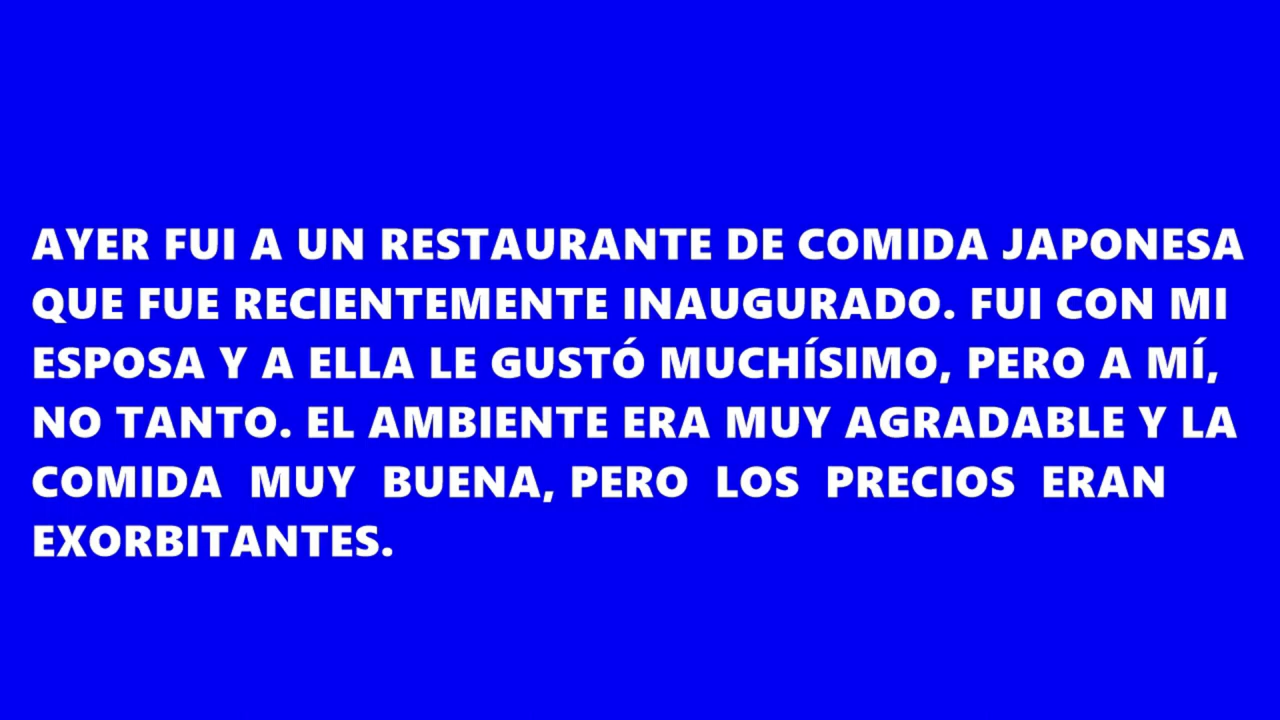 AYER FUI A UN RESTAURANTE DE COMIDA JAPONESA
QUE FUE RECIENTEMENTE INAUGURADO. FUI CON MI
ESPOSA Y A ELLA LE GUSTÓ MUCHÍSIMO, PERO A MÍ,
NO TANTO. EL AMBIENTE ERA MUY AGRADABLE Y LA
COMIDA MUY BUENA, PERO LOS PRECIOS ERAN
EXORBITANTES.